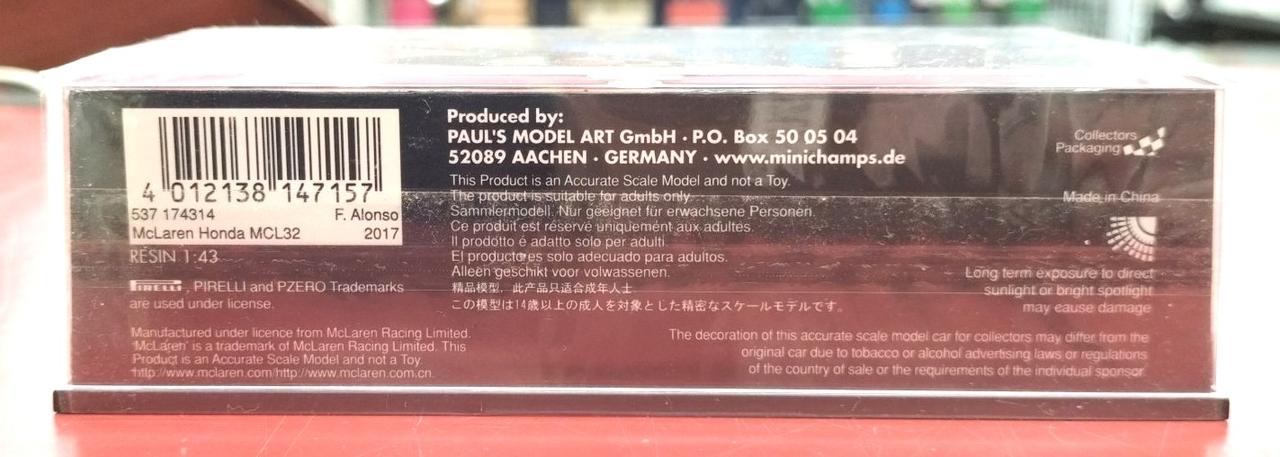 4 012138 147157
537 174314 F. Alonso
McLaren Honda MCL32 2017
RESIN 1:43
PIRELLI, PIRELLI and PZERO Trademarks
are used under license.
Manufactured under licence from McLaren Racing Limited.
'McLaren' is a trademark of McLaren Racing Limited. This
Product is an Accurate Scale Model and not a Toy.
http://www.mclaren.com/http://www.mclaren.com.cn.
Produced by:
PAUL'S MODEL ART GmbH · P.O. Box 50 05 04
52089 AACHEN · GERMANY · www.minichamps.de
This Product is an Accurate Scale Model and not a Toy.
The product is suitable for adults only.
Sammlermodell. Nur geeignet für erwachsene Personen.
Ce produit est réservé uniquement aux adultes.
Il prodotto é adatto solo per adulti
El producto es solo adecuado para adultos.
Alleen geschikt voor volwassenen.
精品模型，此产品只适合成年人士
この模型は14歳以上の成人を対象とした精密なスケールモデルです。
Collectors
Packaging
Made in China
Long term exposure to direct
sunlight or bright spotlight
may cause damage
The decoration of this accurate scale model car for collectors may differ from the
original car due to tobacco or alcohol advertising laws or regulations
of the country of sale or the requirements of the individual sponsor.